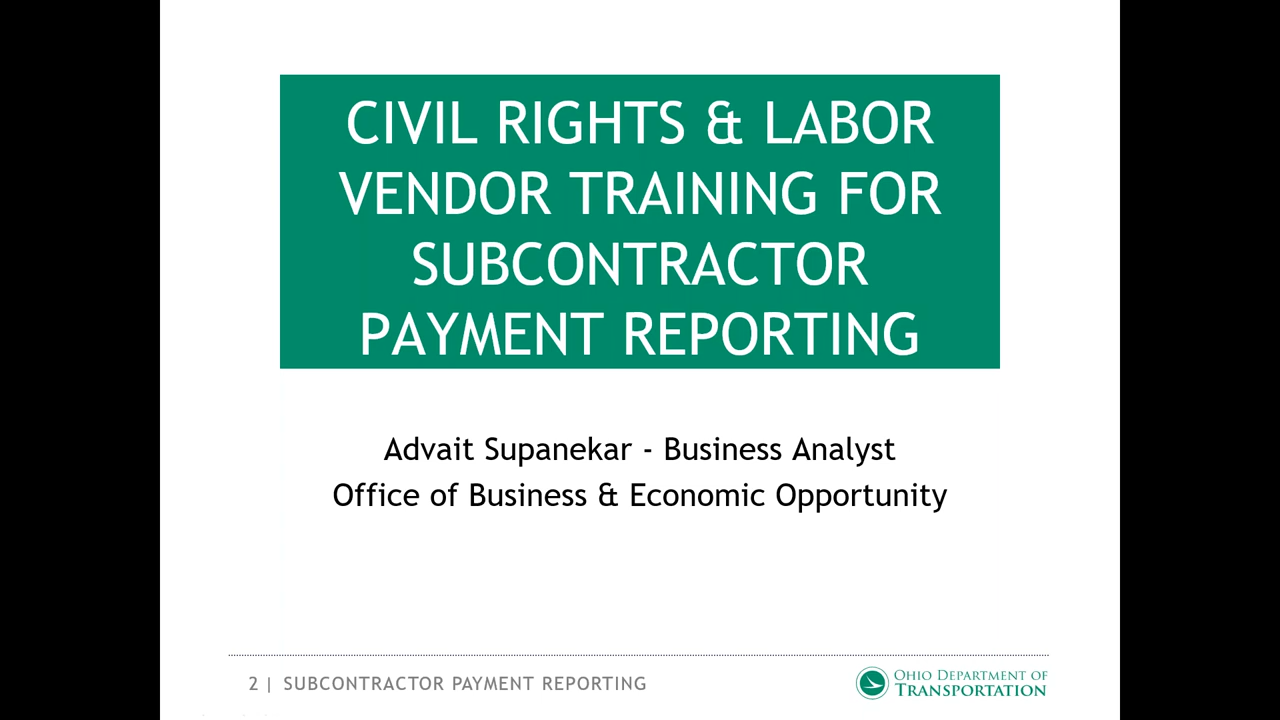 CIVIL RIGHTS & LABOR
VENDOR TRAINING FOR
SUBCONTRACTOR
PAYMENT REPORTING
Advait Supanekar - Business Analyst
Office of Business & Economic Opportunity
2 | SUBCONTRACTOR PAYMENT REPORTING
OHIO DEPARTMENT OF
TRANSPORTATION